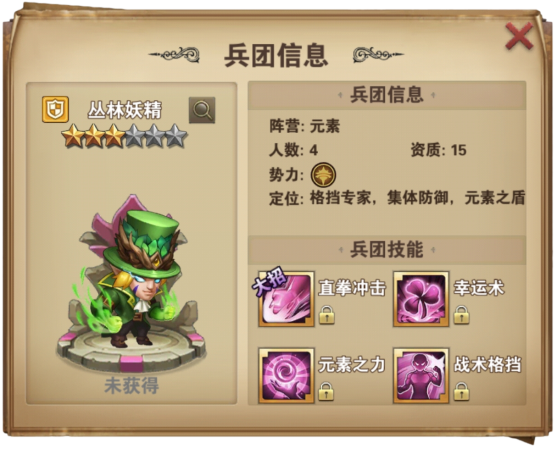 兵团信息
丛林妖精
未获得
兵团信息
阵营: 元素
人数: 4 资质: 15
势力:
定位: 格挡专家, 集体防御, 元素之盾
兵团技能
大招 直拳冲击 幸运术
元素之力 战术格挡